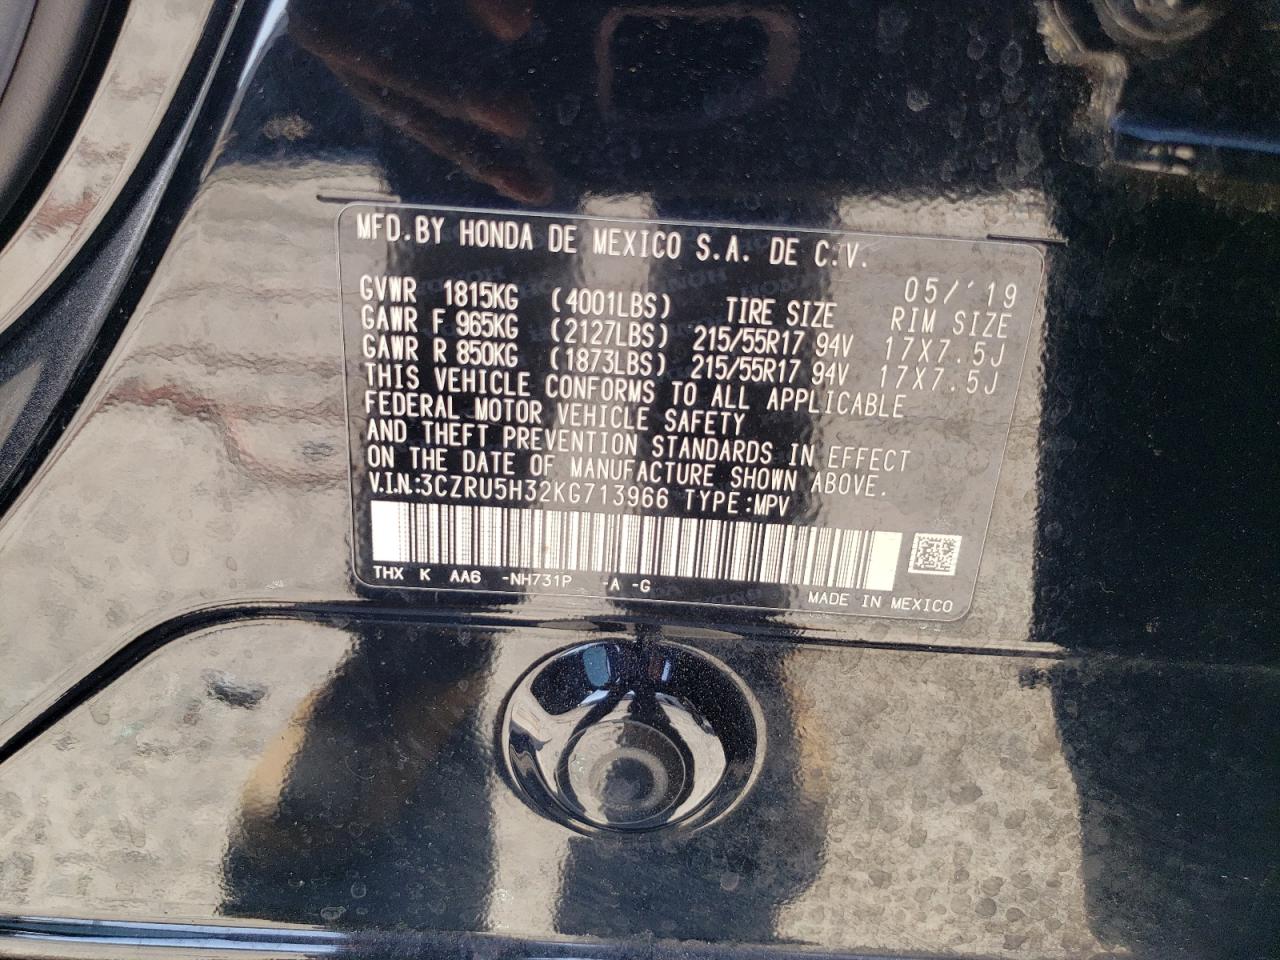 MFD.BY HONDA DE MEXICO S.A. DE C.V.
05/'19
GVWR 1815KG (4001LBS) TIRE SIZE RIM SIZE
GAWR F 965KG (2127LBS) 215/55R17 94V 17X7.5J
GAWR R 850KG (1873LBS) 215/55R17 94V 17X7.5J
THIS VEHICLE CONFORMS TO ALL APPLICABLE
FEDERAL MOTOR VEHICLE SAFETY
AND THEFT PREVENTION STANDARDS IN EFFECT
ON THE DATE OF MANUFACTURE SHOWN ABOVE.
V.I.N.:3CZRU5H32KG713966 TYPE:MPV
THX K AA6 -NH731P -A -G
MADE IN MEXICO